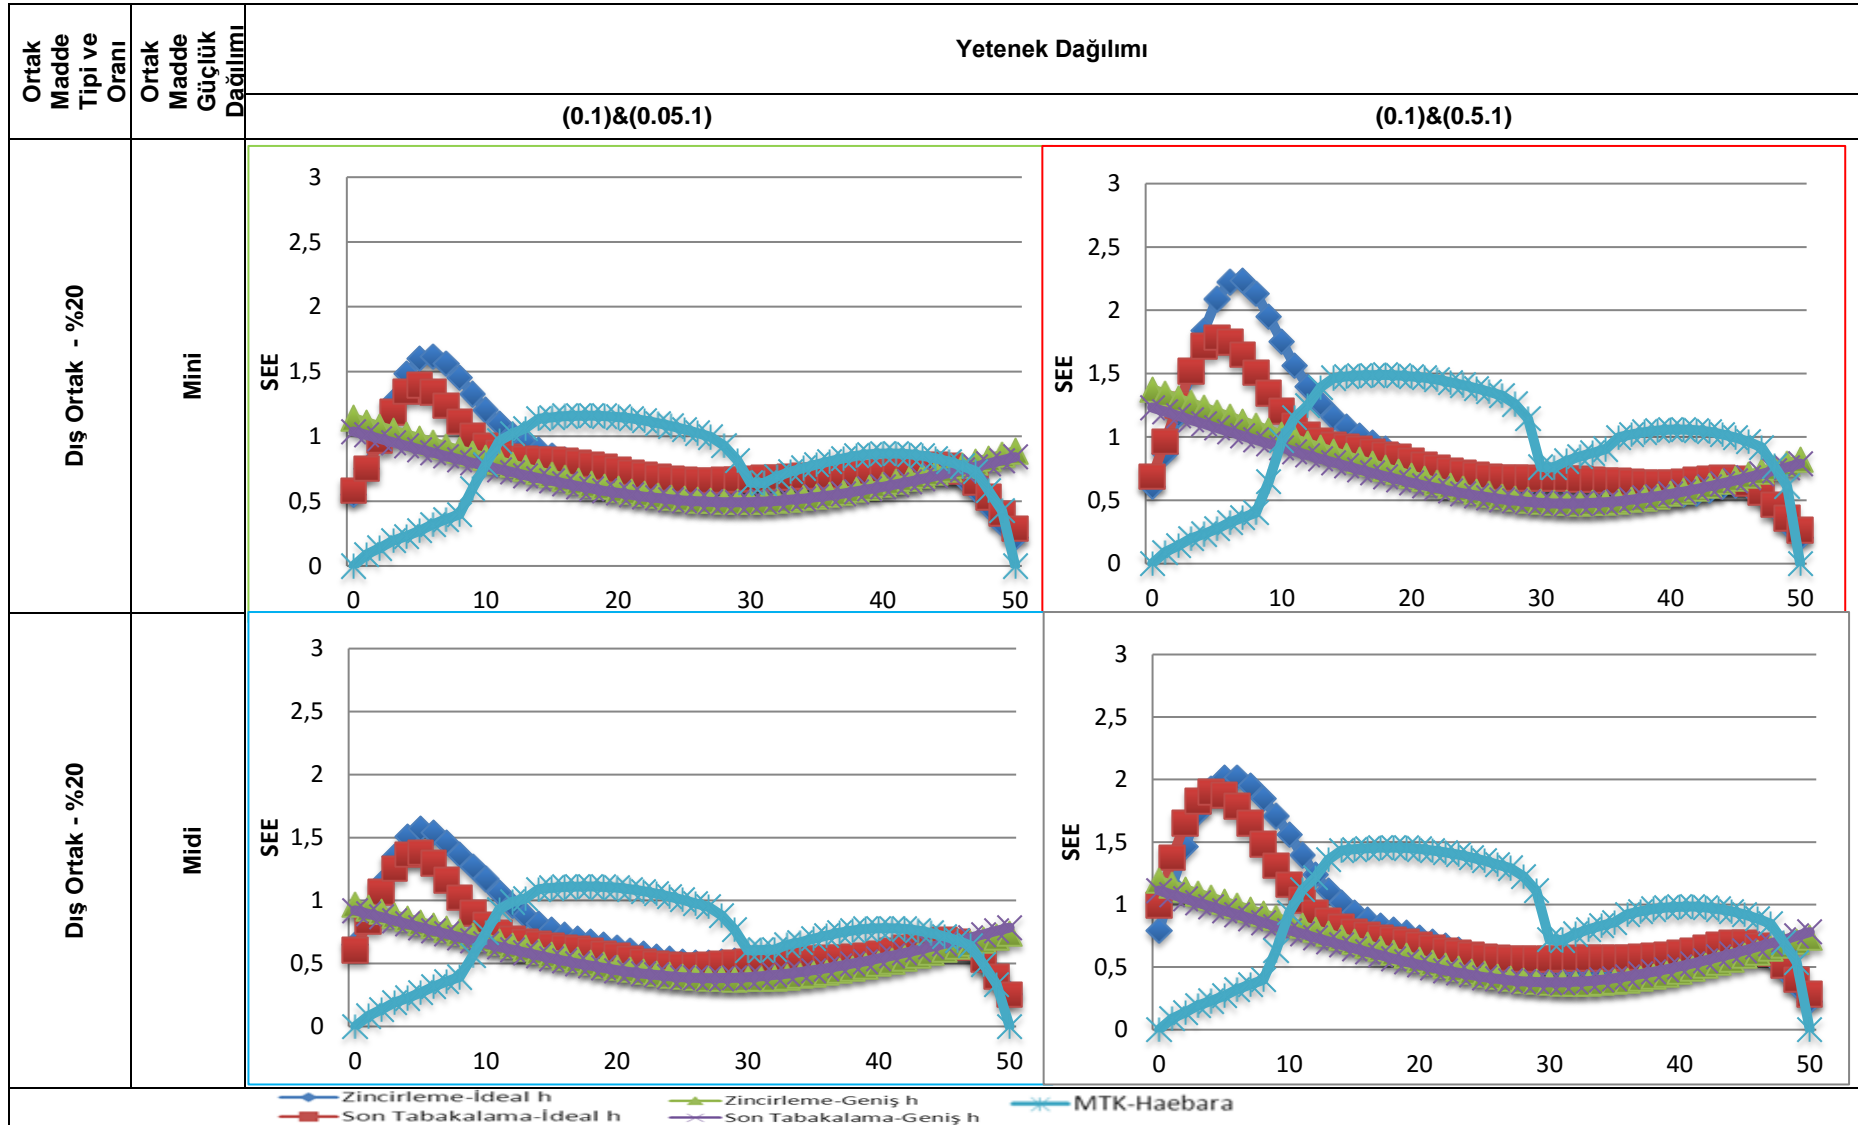 Ortak
Madde
Tipi ve
Oranı
Ortak
Madde
Güçlük
Dağılımı
Yetenek Dağılımı
(0.1)&(0.05.1)
(0.1)&(0.5.1)
Dış Ortak - %20
Mini
SEE
3
2,5
2
1,5
1
0,5
0
0 10 20 30 40 50
SEE
3
2,5
2
1,5
1
0,5
0
0 10 20 30 40 50
Dış Ortak - %20
Midi
SEE
3
2,5
2
1,5
1
0,5
0
0 10 20 30 40 50
SEE
3
2,5
2
1,5
1
0,5
0
0 10 20 30 40 50
Zincirleme-İdeal h
Zincirleme-Geniş h
MTK-Haebara
Son Tabakalama-İdeal h
Son Tabakalama-Geniş h